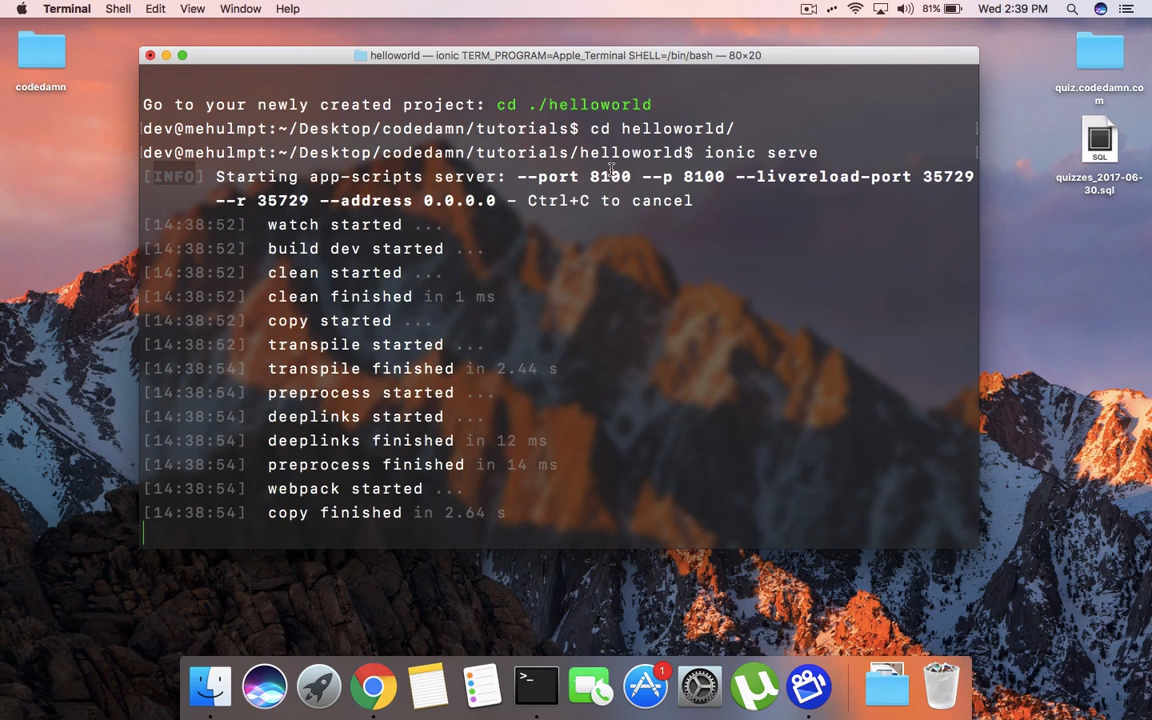 Terminal Shell Edit View Window Help 81% Wed 2:39 PM
helloworld — ionic TERM_PROGRAM=Apple_Terminal SHELL=/bin/bash — 80×20
codedamn
quiz.codedamn.co
m
SQL
quizzes_2017-06-
30.sql
Go to your newly created project: cd ./helloworld
dev@mehulmpt:~/Desktop/codedamn/tutorials$ cd helloworld/
dev@mehulmpt:~/Desktop/codedamn/tutorials/helloworld$ ionic serve
[INFO] Starting app-scripts server: --port 8100 --p 8100 --livereload-port 35729
--r 35729 --address 0.0.0.0 - Ctrl+C to cancel
[14:38:52] watch started ...
[14:38:52] build dev started ...
[14:38:52] clean started ...
[14:38:52] clean finished in 1 ms
[14:38:52] copy started ...
[14:38:52] transpile started ...
[14:38:54] transpile finished in 2.44 s
[14:38:54] preprocess started ...
[14:38:54] deeplinks started ...
[14:38:54] deeplinks finished in 12 ms
[14:38:54] preprocess finished in 14 ms
[14:38:54] webpack started ...
[14:38:54] copy finished in 2.64 s
>_
1